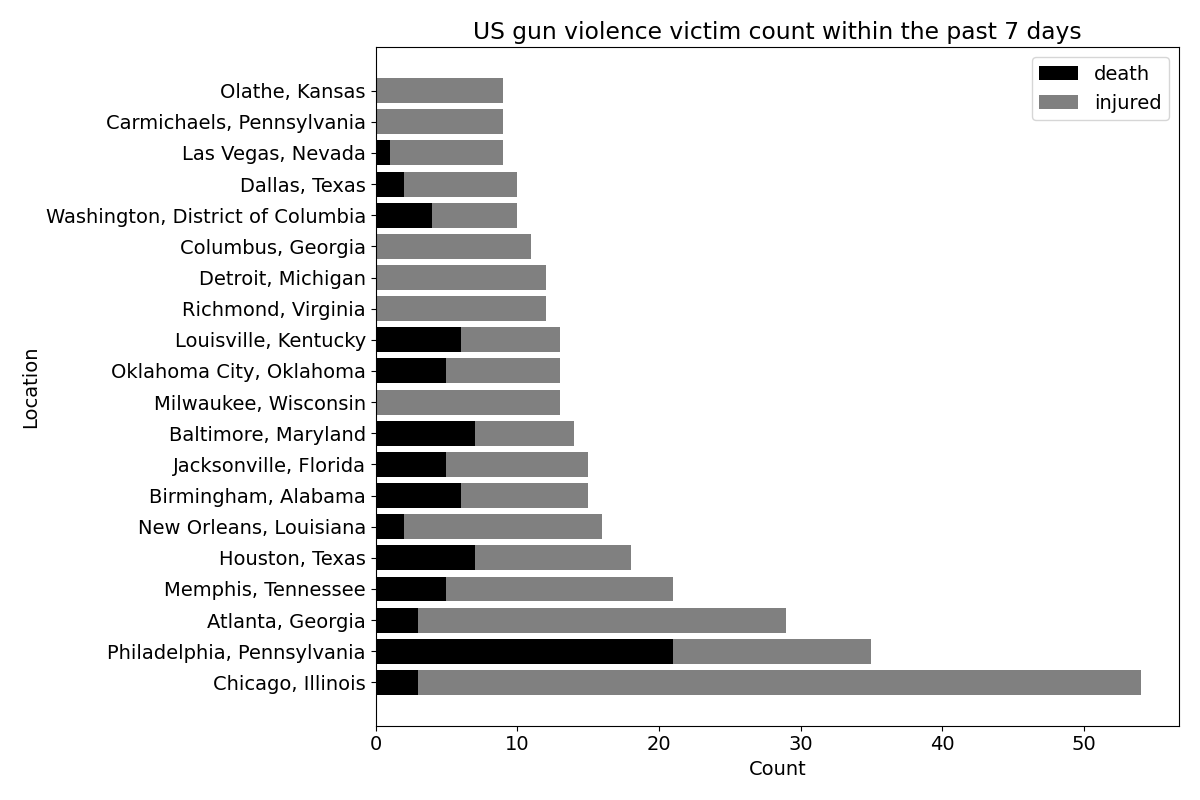 US gun violence victim count within the past 7 days
death
injured
Olathe, Kansas
Carmichaels, Pennsylvania
Las Vegas, Nevada
Dallas, Texas
Washington, District of Columbia
Columbus, Georgia
Detroit, Michigan
Richmond, Virginia
Louisville, Kentucky
Oklahoma City, Oklahoma
Milwaukee, Wisconsin
Baltimore, Maryland
Jacksonville, Florida
Birmingham, Alabama
New Orleans, Louisiana
Houston, Texas
Memphis, Tennessee
Atlanta, Georgia
Philadelphia, Pennsylvania
Chicago, Illinois
Location
0 10 20 30 40 50
Count